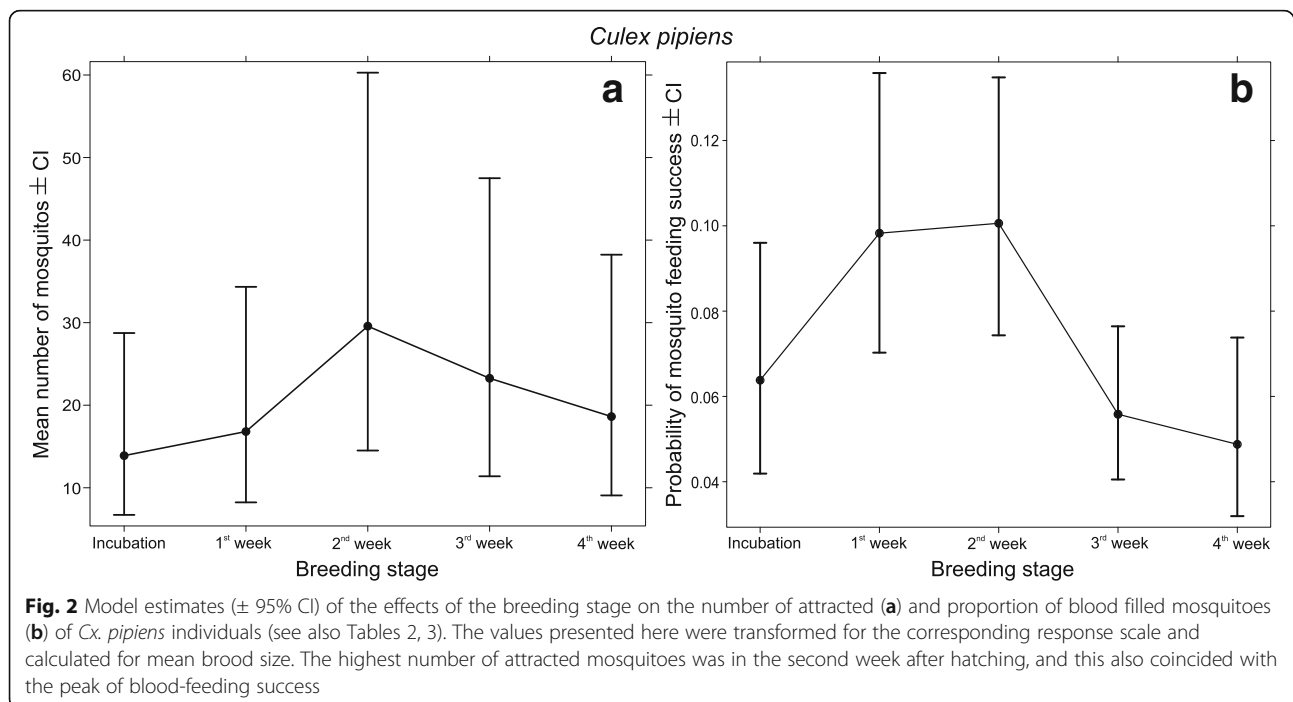 Culex pipiens
a
Mean number of mosquitos ± CI
60
50
40
30
20
10
Incubation 1st week 2nd week 3rd week 4th week
Breeding stage
b
Probability of mosquito feeding success ± CI
0.12
0.10
0.08
0.06
0.04
Incubation 1st week 2nd week 3rd week 4th week
Breeding stage
Fig. 2 Model estimates (± 95% CI) of the effects of the breeding stage on the number of attracted (a) and proportion of blood filled mosquitoes
(b) of Cx. pipiens individuals (see also Tables 2, 3). The values presented here were transformed for the corresponding response scale and
calculated for mean brood size. The highest number of attracted mosquitoes was in the second week after hatching, and this also coincided with
the peak of blood-feeding success